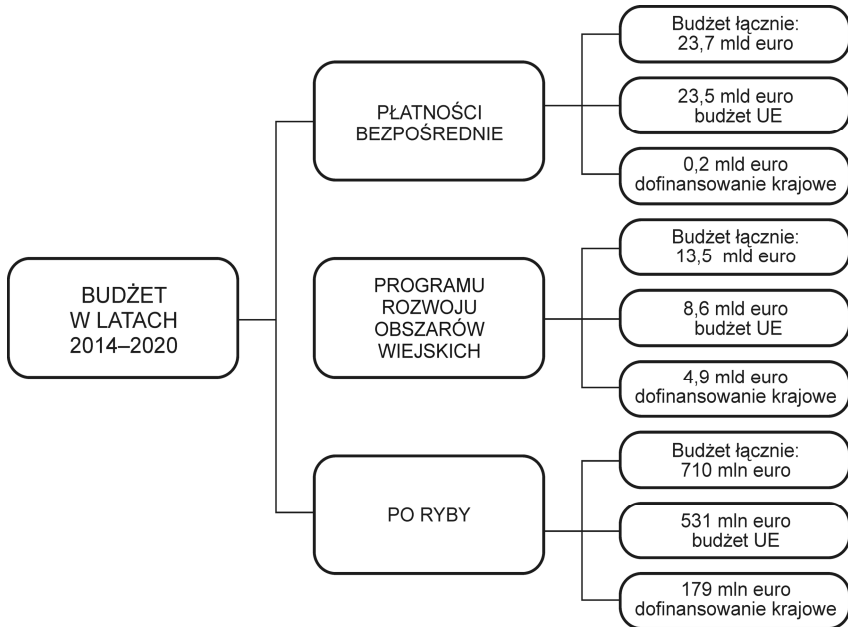 BUDŻET
W LATACH
2014–2020
PŁATNOŚCI
BEZPOŚREDNIE
Budżet łącznie:
23,7 mld euro
23,5 mld euro
budżet UE
0,2 mld euro
dofinansowanie krajowe
PROGRAMU
ROZWOJU
OBSZARÓW
WIEJSKICH
Budżet łącznie:
13,5 mld euro
8,6 mld euro
budżet UE
4,9 mld euro
dofinansowanie krajowe
PO RYBY
Budżet łącznie:
710 mln euro
531 mln euro
budżet UE
179 mln euro
dofinansowanie krajowe